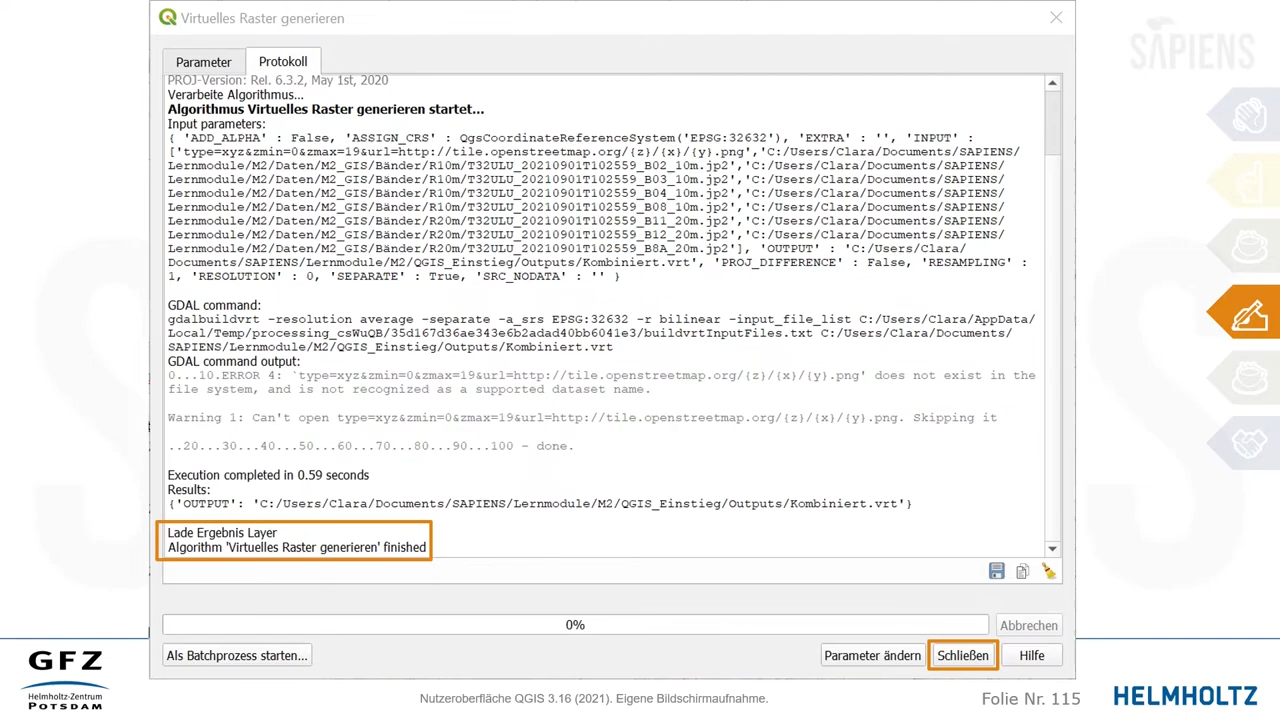 Virtuelles Raster generieren
SAPIENS
Parameter
Protokoll
PROJ-Version: Rel. 6.3.2, May 1st, 2020
Verarbeite Algorithmus…
Algorithmus Virtuelles Raster generieren startet…
Input parameters:
{ 'ADD_ALPHA' : False, 'ASSIGN_CRS' : QgsCoordinateReferenceSystem('EPSG:32632'), 'EXTRA' : '', 'INPUT' :
['type=xyz&zmin=0&zmax=19&url=http://tile.openstreetmap.org/{z}/{x}/{y}.png','C:/Users/Clara/Documents/SAPIENS/
Lernmodule/M2/Daten/M2_GIS/Bänder/R10m/T32ULU_20210901T102559_B02_10m.jp2','C:/Users/Clara/Documents/SAPIENS/
Lernmodule/M2/Daten/M2_GIS/Bänder/R10m/T32ULU_20210901T102559_B03_10m.jp2','C:/Users/Clara/Documents/SAPIENS/
Lernmodule/M2/Daten/M2_GIS/Bänder/R10m/T32ULU_20210901T102559_B04_10m.jp2','C:/Users/Clara/Documents/SAPIENS/
Lernmodule/M2/Daten/M2_GIS/Bänder/R10m/T32ULU_20210901T102559_B08_10m.jp2','C:/Users/Clara/Documents/SAPIENS/
Lernmodule/M2/Daten/M2_GIS/Bänder/R20m/T32ULU_20210901T102559_B11_20m.jp2','C:/Users/Clara/Documents/SAPIENS/
Lernmodule/M2/Daten/M2_GIS/Bänder/R20m/T32ULU_20210901T102559_B12_20m.jp2','C:/Users/Clara/Documents/SAPIENS/
Lernmodule/M2/Daten/M2_GIS/Bänder/R20m/T32ULU_20210901T102559_B8A_20m.jp2'], 'OUTPUT' : 'C:/Users/Clara/
Documents/SAPIENS/Lernmodule/M2/QGIS_Einstieg/Outputs/Kombiniert.vrt', 'PROJ_DIFFERENCE' : False, 'RESAMPLING' :
1, 'RESOLUTION' : 0, 'SEPARATE' : True, 'SRC_NODATA' : '' }
GDAL command:
gdalbuildvrt -resolution average -separate -a_srs EPSG:32632 -r bilinear -input_file_list C:/Users/Clara/AppData/
Local/Temp/processing_csWuQB/35d167d36ae343e6b2adad40bb6041e3/buildvrtInputFiles.txt C:/Users/Clara/Documents/
SAPIENS/Lernmodule/M2/QGIS_Einstieg/Outputs/Kombiniert.vrt
GDAL command output:
0...10.ERROR 4: `type=xyz&zmin=0&zmax=19&url=http://tile.openstreetmap.org/{z}/{x}/{y}.png' does not exist in the
file system, and is not recognized as a supported dataset name.
Warning 1: Can't open type=xyz&zmin=0&zmax=19&url=http://tile.openstreetmap.org/{z}/{x}/{y}.png. Skipping it
..20...30...40...50...60...70...80...90...100 - done.
Execution completed in 0.59 seconds
Results:
{'OUTPUT': 'C:/Users/Clara/Documents/SAPIENS/Lernmodule/M2/QGIS_Einstieg/Outputs/Kombiniert.vrt'}
Lade Ergebnis Layer
Algorithm 'Virtuelles Raster generieren' finished
0%
Abbrechen
Als Batchprozess starten…
Parameter ändern
Schließen
Hilfe
GFZ
Helmholtz-Zentrum
POTSDAM
Nutzeroberfläche QGIS 3.16 (2021). Eigene Bildschirmaufnahme.
Folie Nr. 115
HELMHOLTZ